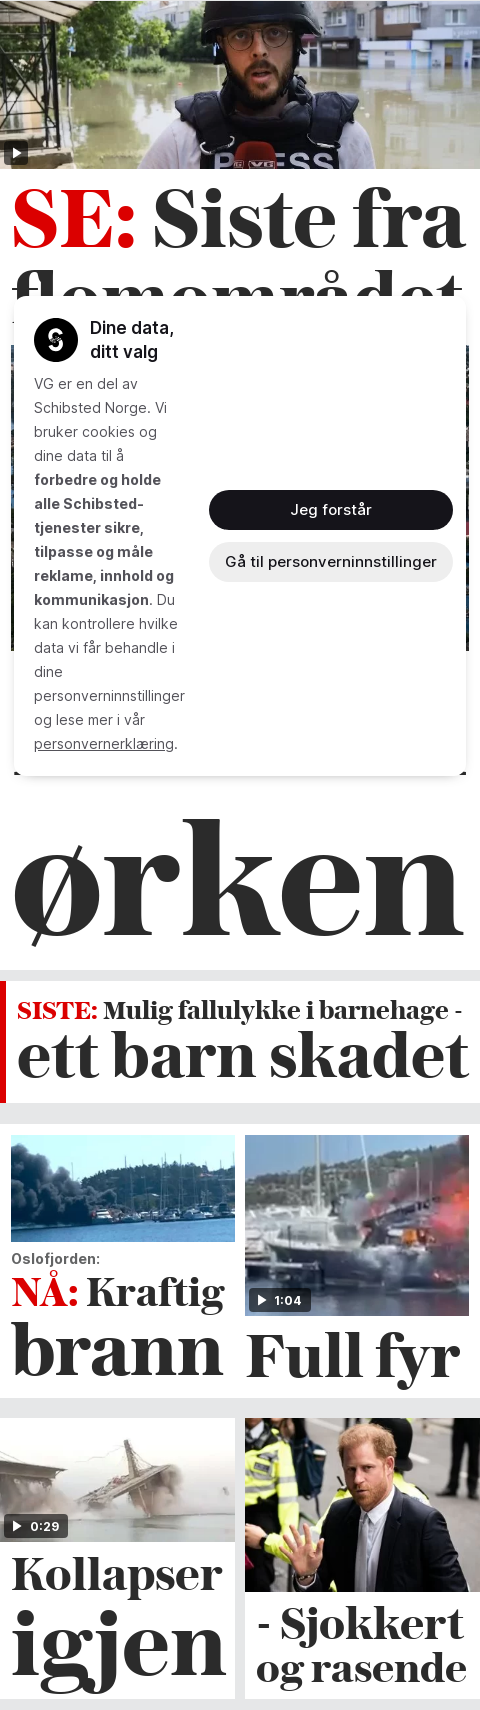 PRESS
VG
SE: Siste fra
flomområdet
Dine data,
ditt valg
VG er en del av
Schibsted Norge. Vi
bruker cookies og
dine data til å
forbedre og holde
alle Schibsted-
tjenester sikre,
tilpasse og måle
reklame, innhold og
kommunikasjon. Du
kan kontrollere hvilke
data vi får behandle i
dine
personverninnstillinger
og lese mer i vår
personvernerklæring.
Jeg forstår
Gå til personverninnstillinger
ørken
SISTE: Mulig fallulykke i barnehage -
ett barn skadet
Oslofjorden:
NÅ: Kraftig
brann
1:04
Full fyr
0:29
Kollapser
igjen
- Sjokkert
og rasende